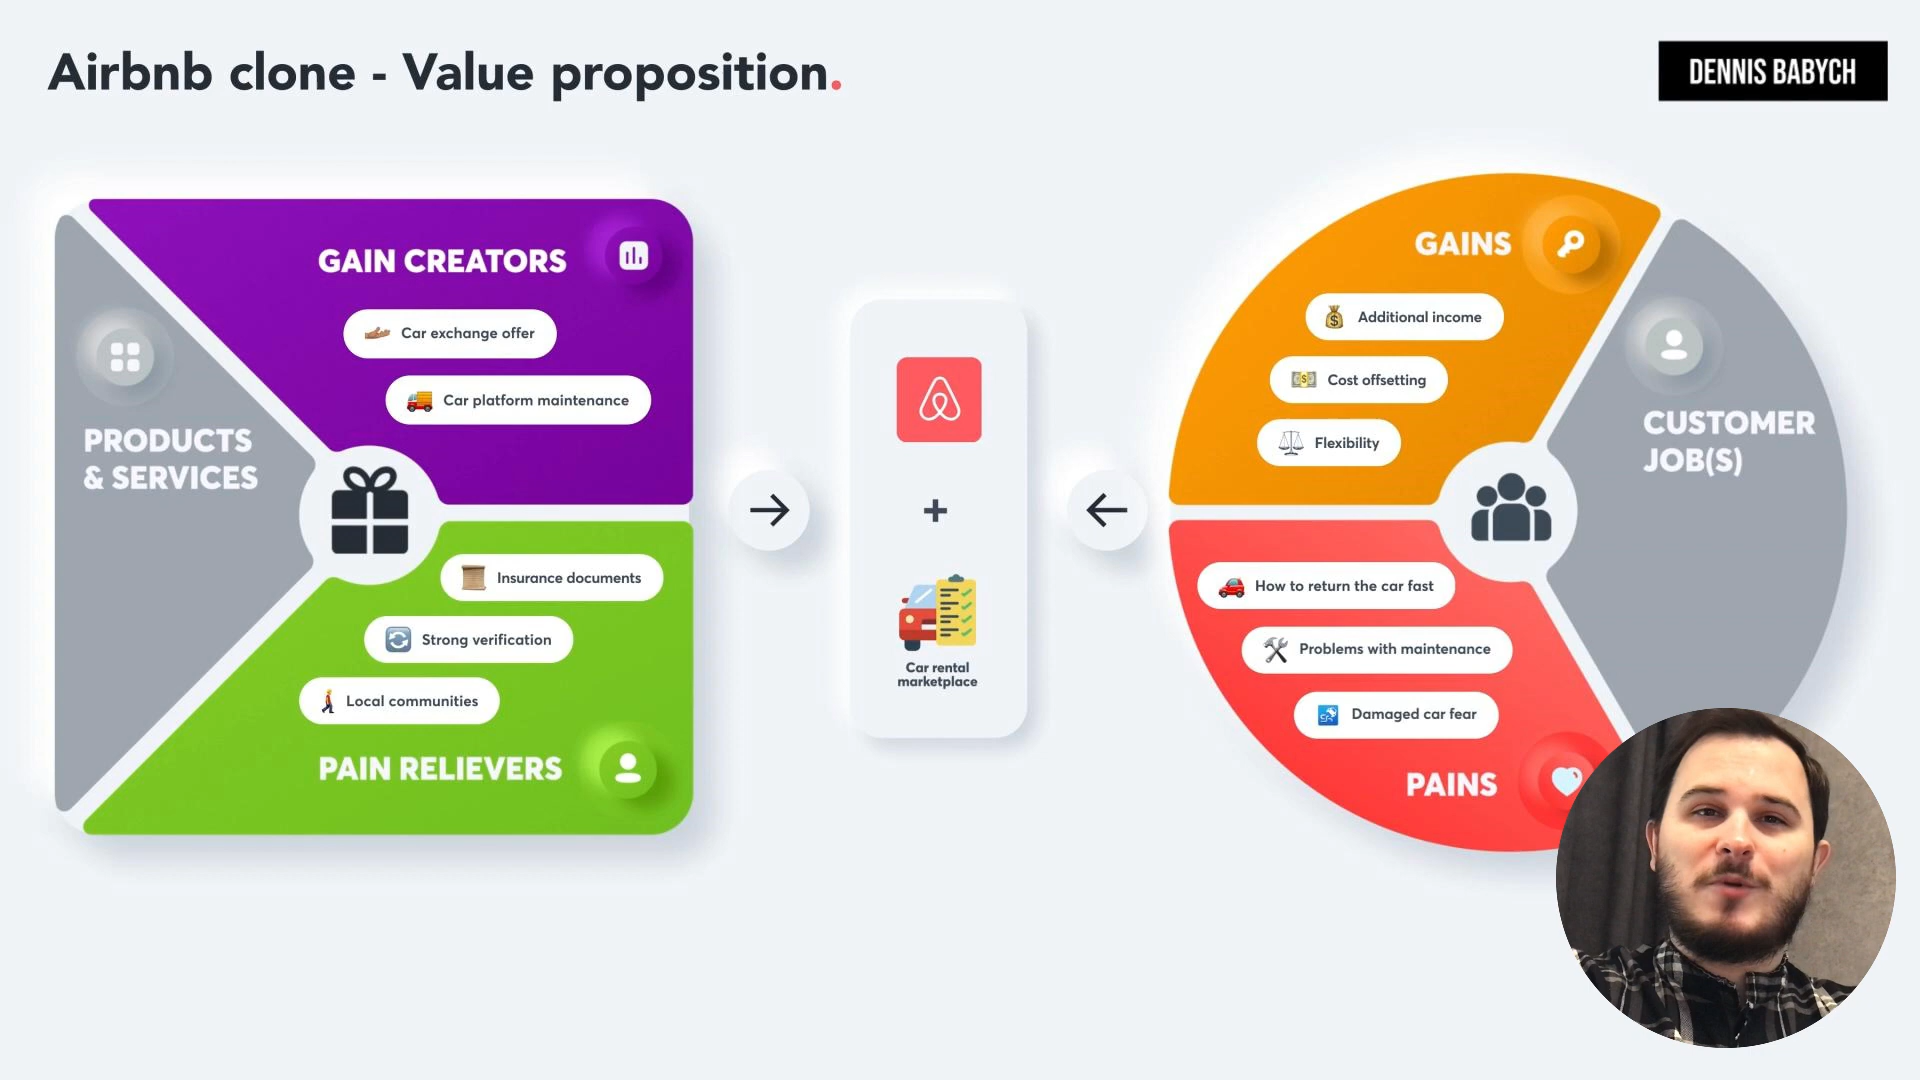 Airbnb clone - Value proposition.
DENNIS BABYCH
GAIN CREATORS
Car exchange offer
Car platform maintenance
PRODUCTS
& SERVICES
Insurance documents
Strong verification
Local communities
PAIN RELIEVERS
+
Car rental
marketplace
GAINS
Additional income
Cost offsetting
Flexibility
CUSTOMER
JOB(S)
How to return the car fast
Problems with maintenance
Damaged car fear
PAINS